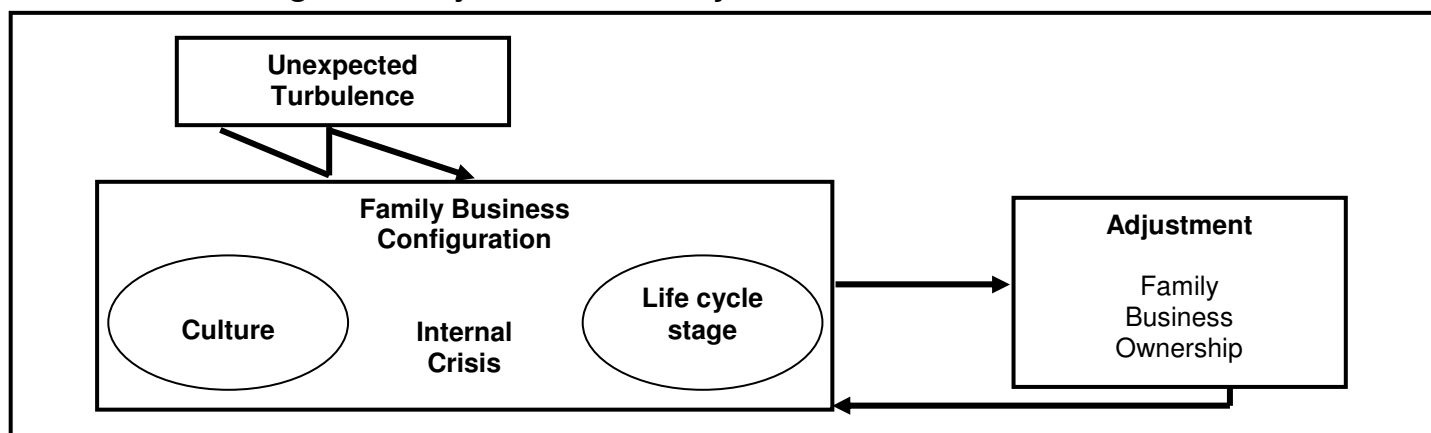 Unexpected
Turbulence
Family Business
Configuration
Culture
Internal
Crisis
Life cycle
stage
Adjustment
Family
Business
Ownership